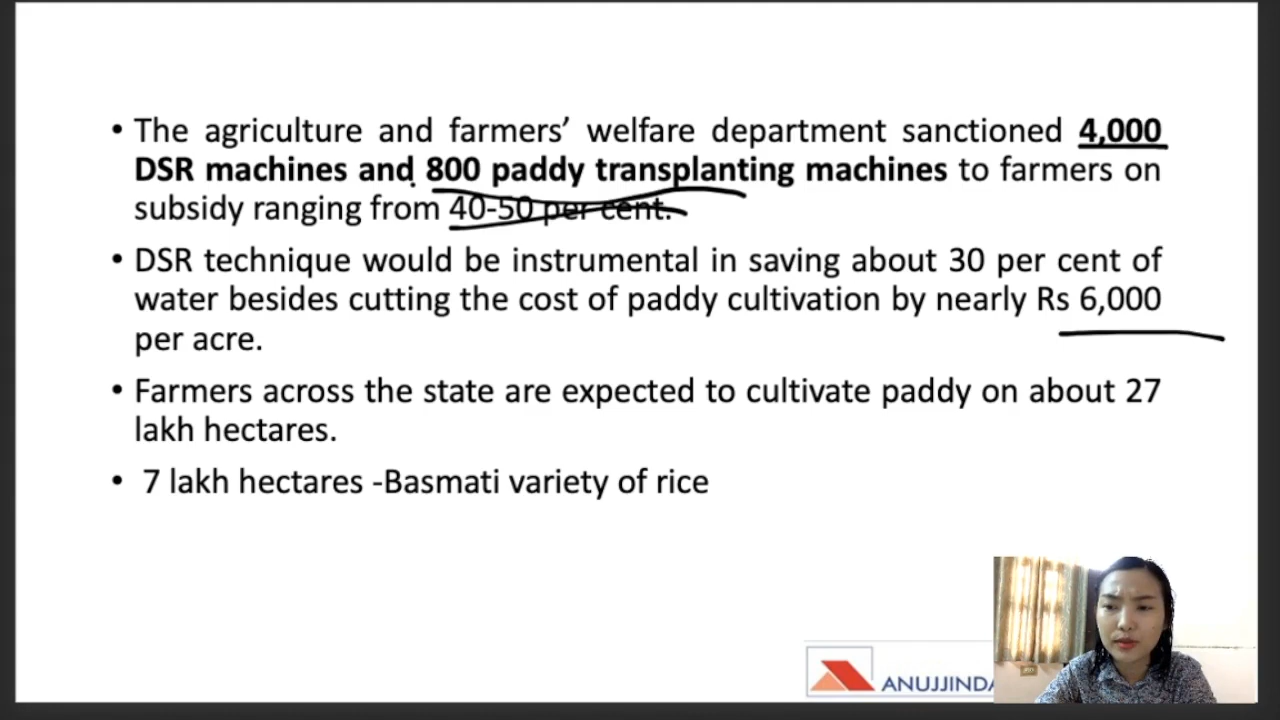 • The agriculture and farmers’ welfare department sanctioned 4,000
DSR machines and 800 paddy transplanting machines to farmers on
subsidy ranging from 40-50 per cent.
• DSR technique would be instrumental in saving about 30 per cent of
water besides cutting the cost of paddy cultivation by nearly Rs 6,000
per acre.
• Farmers across the state are expected to cultivate paddy on about 27
lakh hectares.
• 7 lakh hectares -Basmati variety of rice
ANUJJINDA